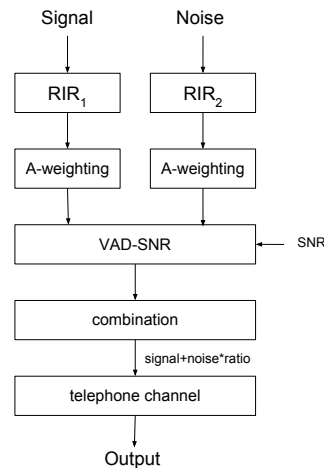 Signal Noise
RIR1 RIR2
A-weighting A-weighting
VAD-SNR SNR
combination
signal+noise*ratio
telephone channel
Output